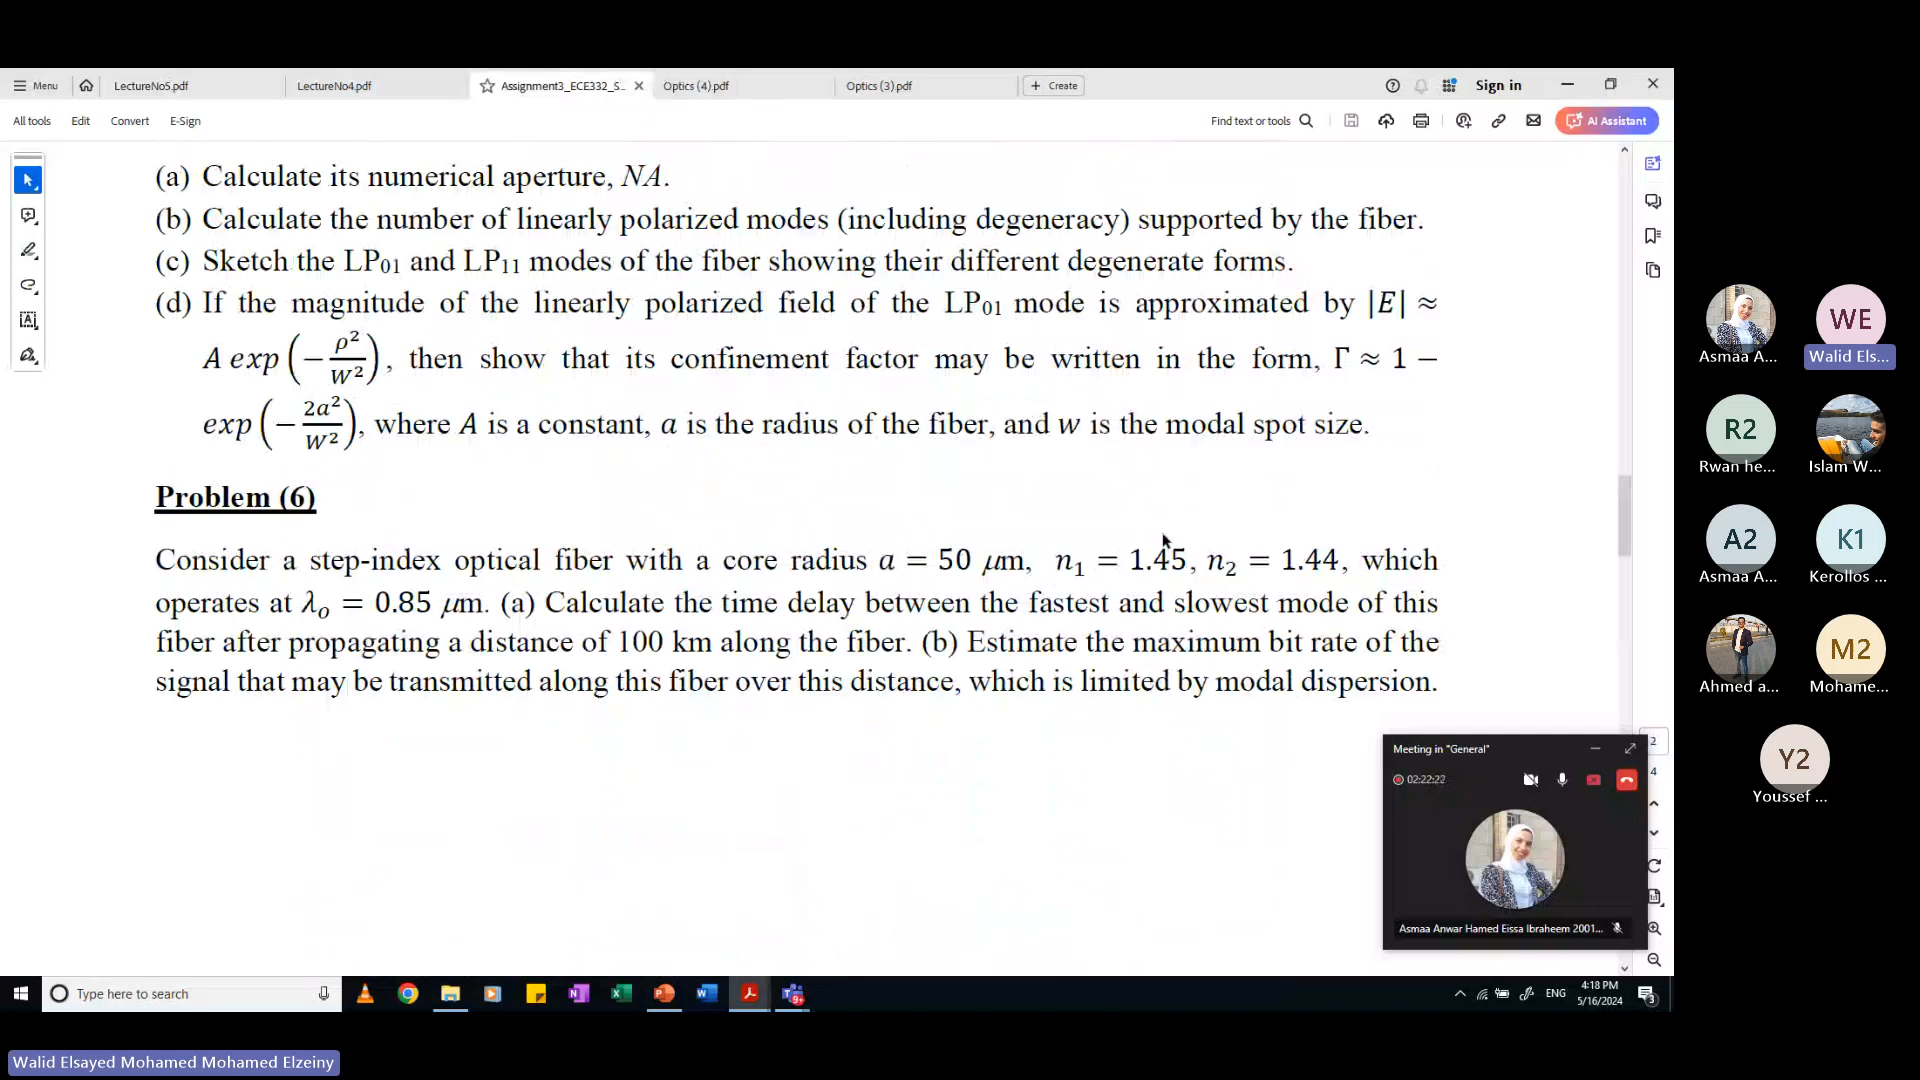 Menu
LectureNo5.pdf
LectureNo4.pdf
Assignment3_ECE332_S...
Optics (4).pdf
Optics (3).pdf
Create
Sign in
All tools
Edit
Convert
E-Sign
Find text or tools
AI Assistant
(a) Calculate its numerical aperture, NA.
(b) Calculate the number of linearly polarized modes (including degeneracy) supported by the fiber.
(c) Sketch the LP₀₁ and LP₁₁ modes of the fiber showing their different degenerate forms.
(d) If the magnitude of the linearly polarized field of the LP₀₁ mode is approximated by |E| ≈
A exp(−ρ²/W²), then show that its confinement factor may be written in the form, Γ ≈ 1 −
exp(−2a²/W²), where A is a constant, a is the radius of the fiber, and w is the modal spot size.
Problem (6)
Consider a step-index optical fiber with a core radius a = 50 μm, n₁ = 1.45, n₂ = 1.44, which
operates at λₒ = 0.85 μm. (a) Calculate the time delay between the fastest and slowest mode of this
fiber after propagating a distance of 100 km along the fiber. (b) Estimate the maximum bit rate of the
signal that may be transmitted along this fiber over this distance, which is limited by modal dispersion.
2
4
Meeting in "General"
02:22:22
Asmaa Anwar Hamed Eissa Ibraheem 2001...
Asmaa A...
WE
Walid Els...
R2
Rwan he...
Islam W...
A2
Asmaa A...
K1
Kerollos ...
Ahmed a...
M2
Mohame...
Y2
Youssef ...
Type here to search
ENG
4:18 PM
5/16/2024
3
Walid Elsayed Mohamed Mohamed Elzeiny